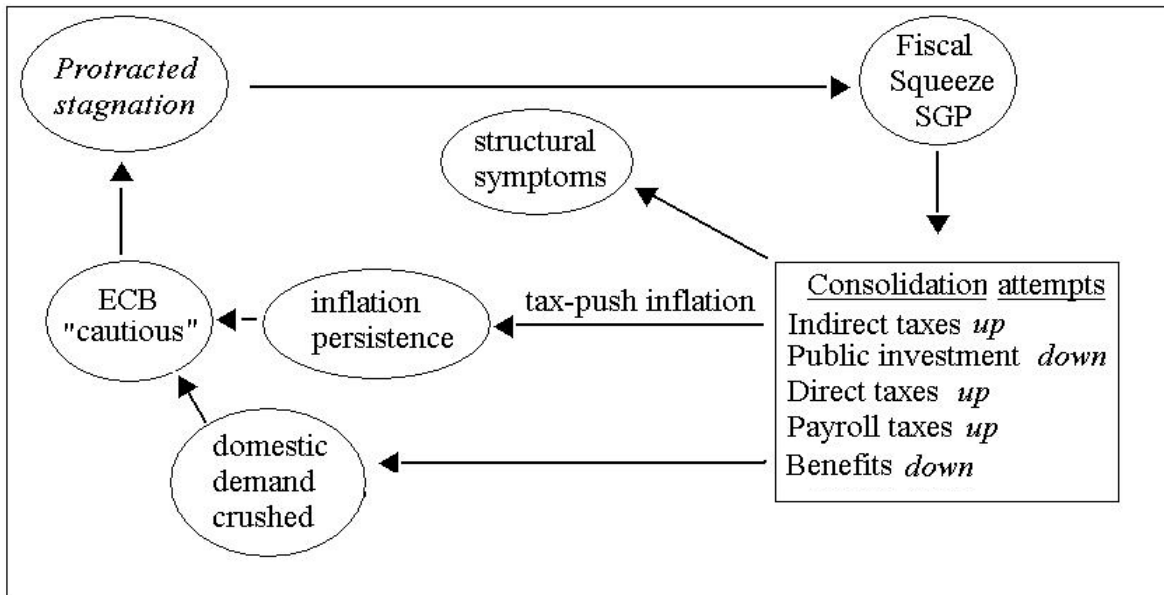 Protracted
stagnation
Fiscal
Squeeze
SGP
structural
symptoms
ECB
"cautious"
inflation
persistence
tax-push inflation
Consolidation attempts
Indirect taxes up
Public investment down
Direct taxes up
Payroll taxes up
Benefits down
domestic
demand
crushed